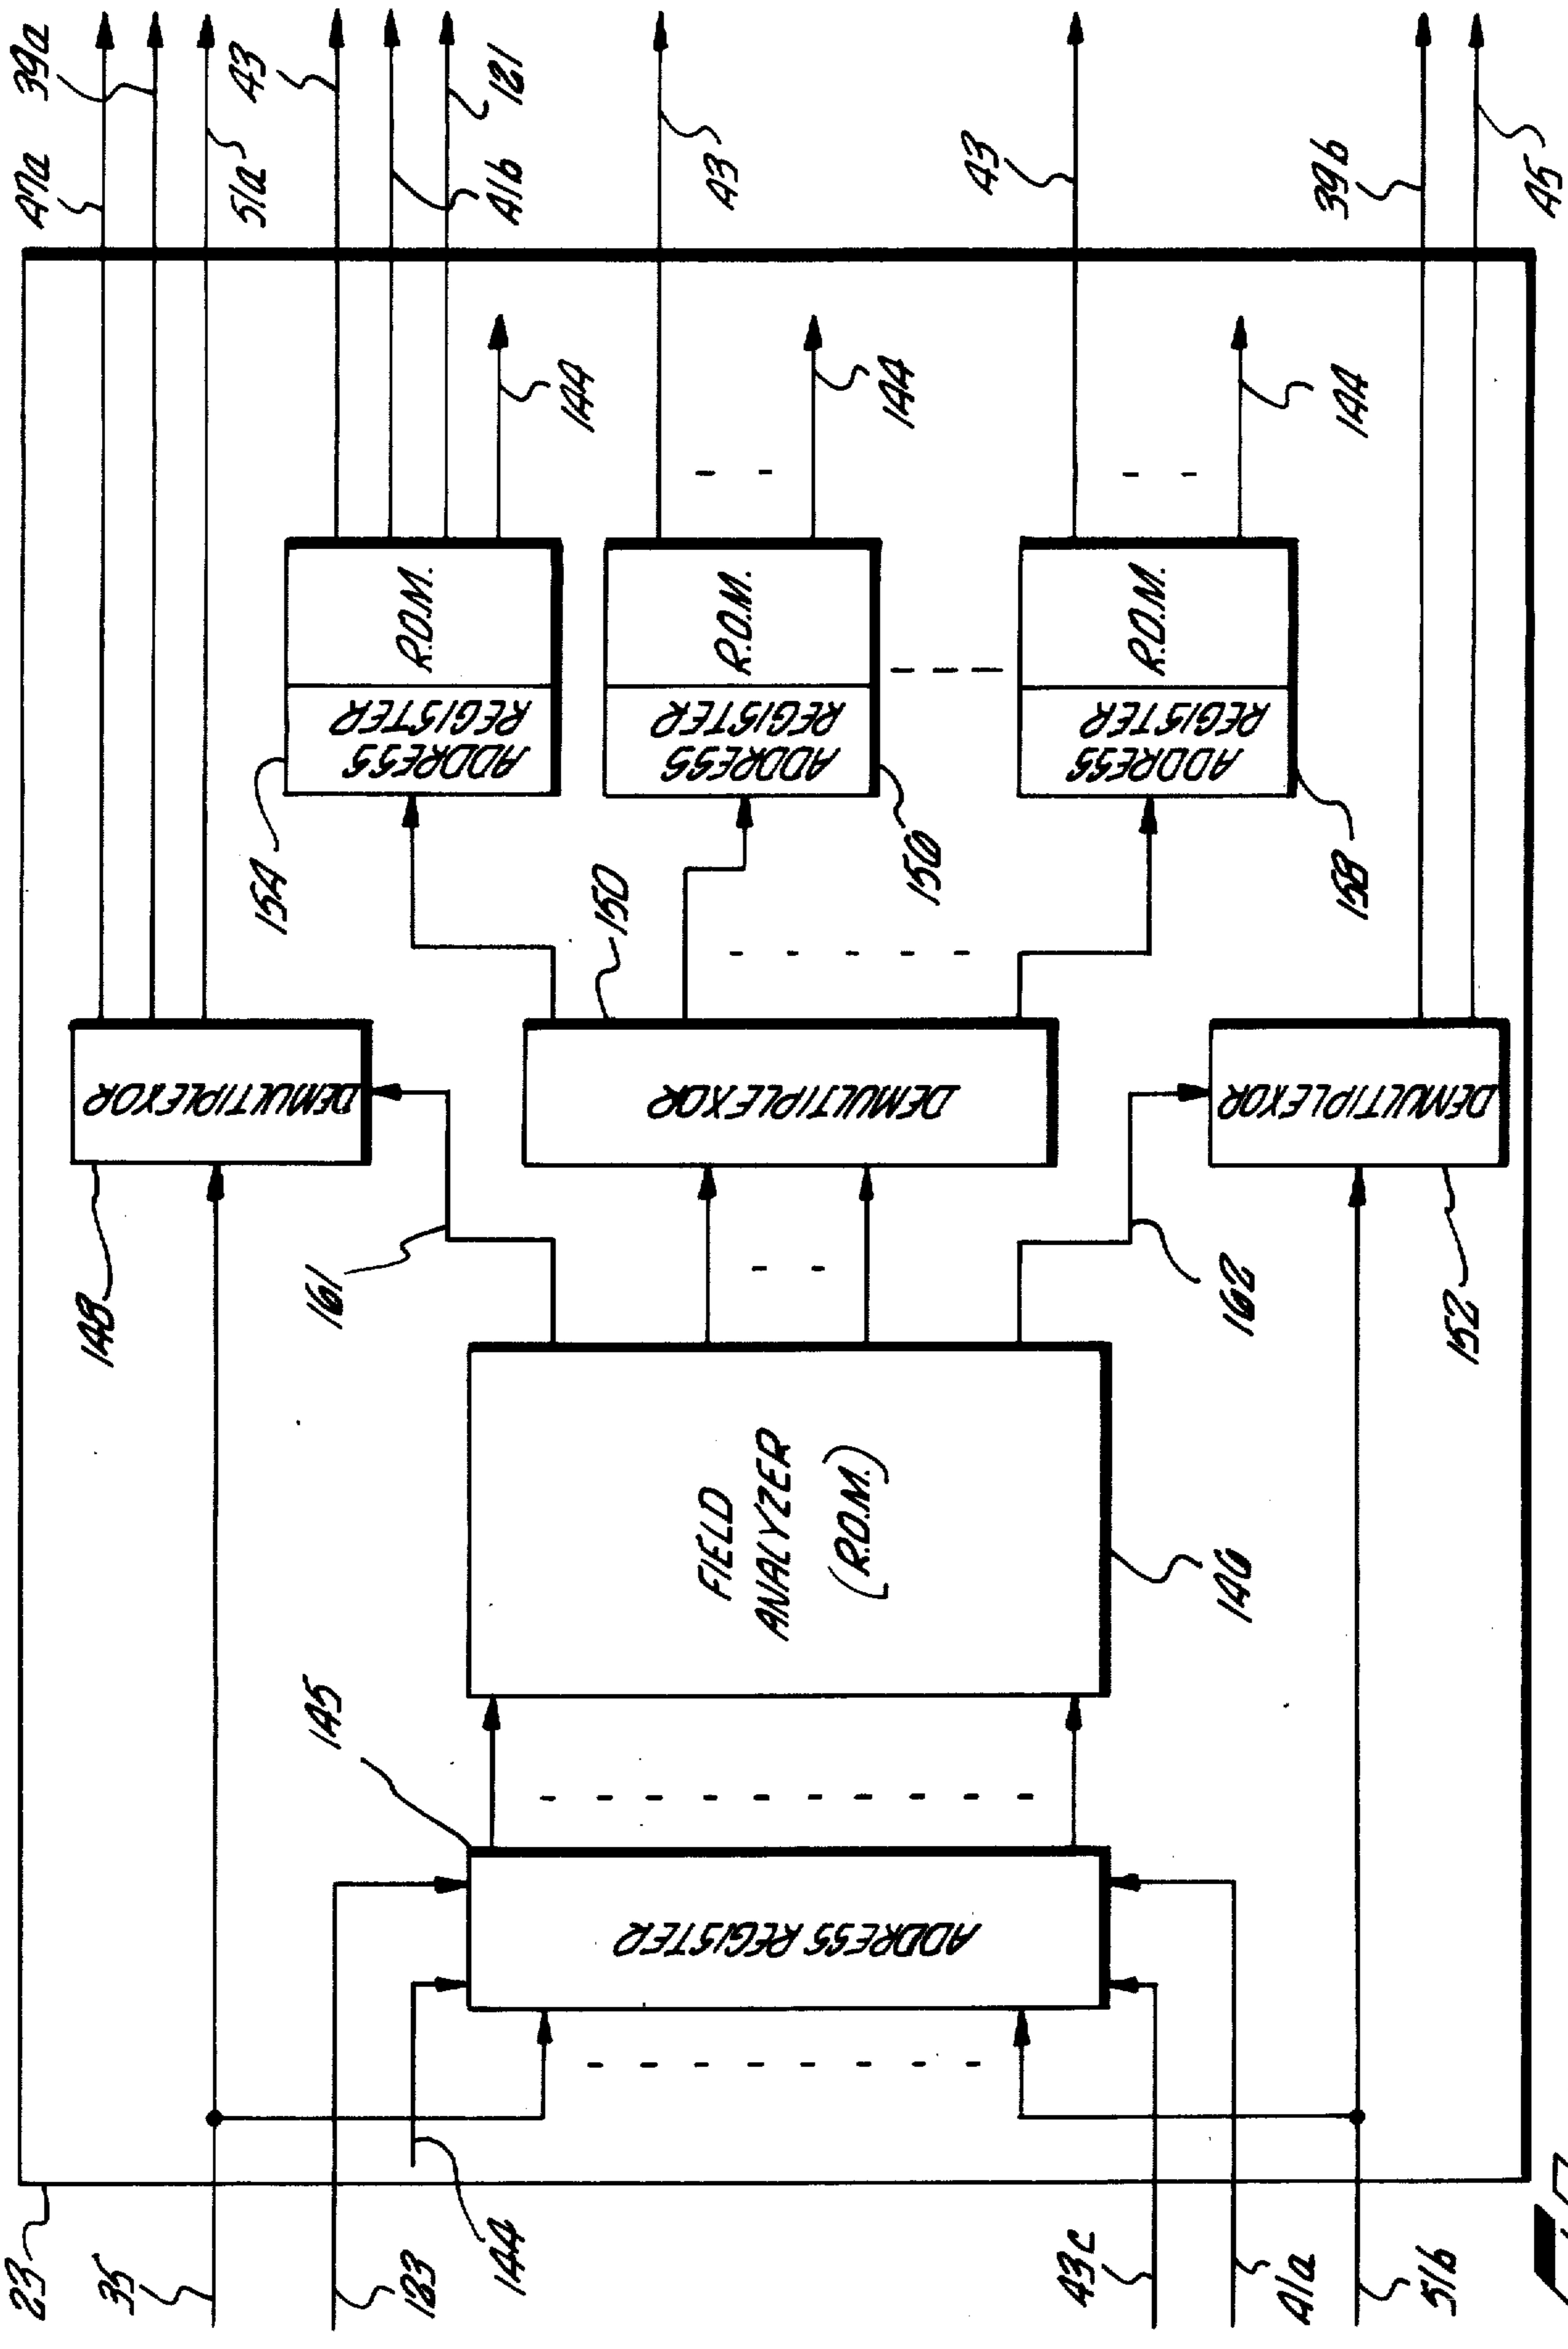 47a
39a
51a
43
41b
121
43
43
39b
45
144
144
144
R.O.M.
ADDRESS
REGISTER
154
R.O.M.
ADDRESS
REGISTER
156
R.O.M.
ADDRESS
REGISTER
158
150
DEMULTIPLEXOR
DEMULTIPLEXOR
DEMULTIPLEXOR
148
161
162
152
FIELD
ANALYZER
(R.O.M.)
146
145
ADDRESS REGISTER
23
35
123
144
43c
41a
51b